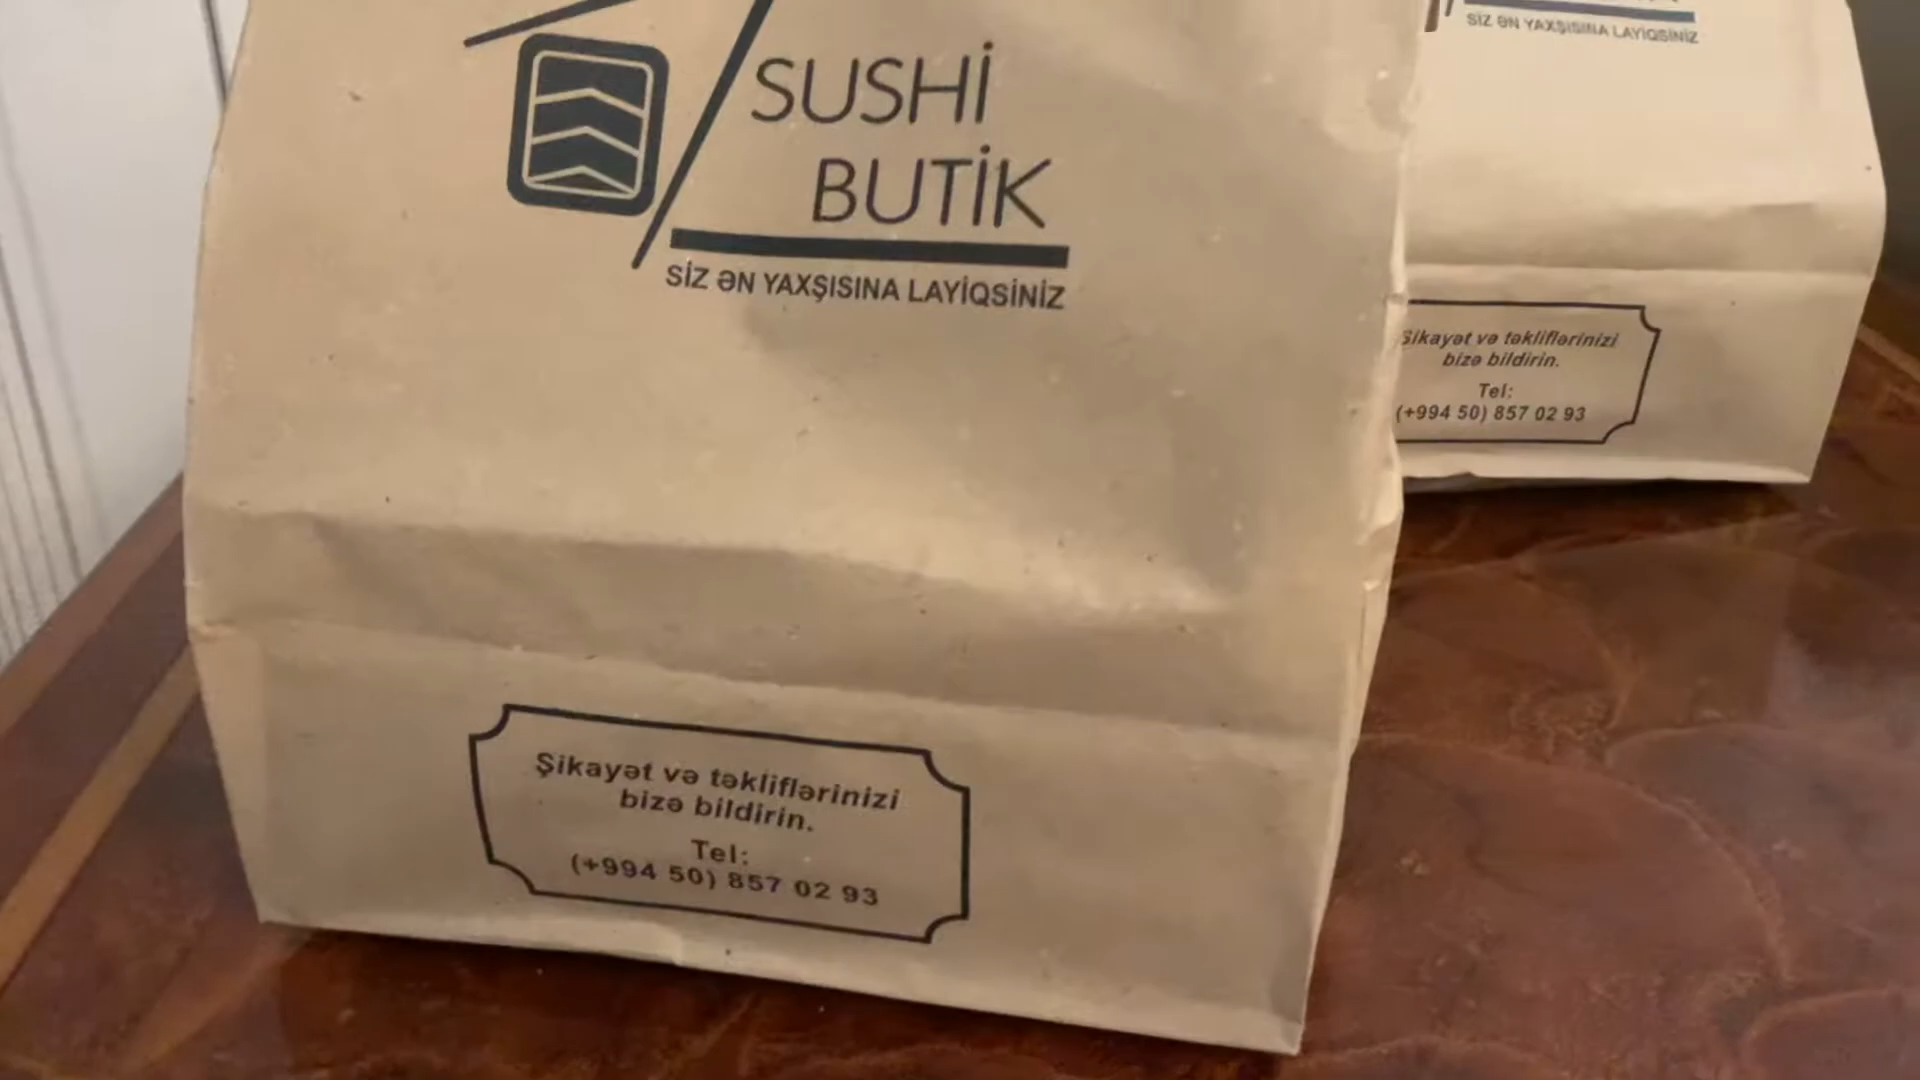 SUSHİ
BUTİK
SİZ ƏN YAXŞISINA LAYİQSİNİZ
Şikayət və təkliflərinizi
bizə bildirin.
Tel:
(+994 50) 857 02 93
SİZ ƏN YAXŞISINA LAYİQSİNİZ
Şikayət və təkliflərinizi
bizə bildirin.
Tel:
(+994 50) 857 02 93